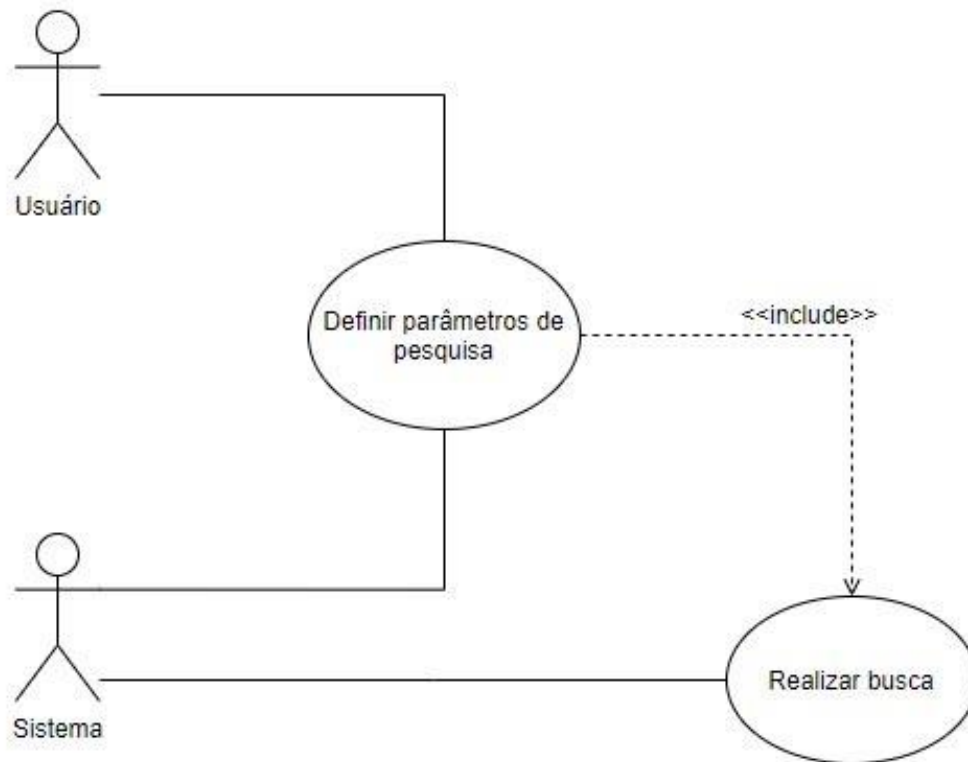 Usuário
Definir parâmetros de
pesquisa
<<include>>
Realizar busca
Sistema